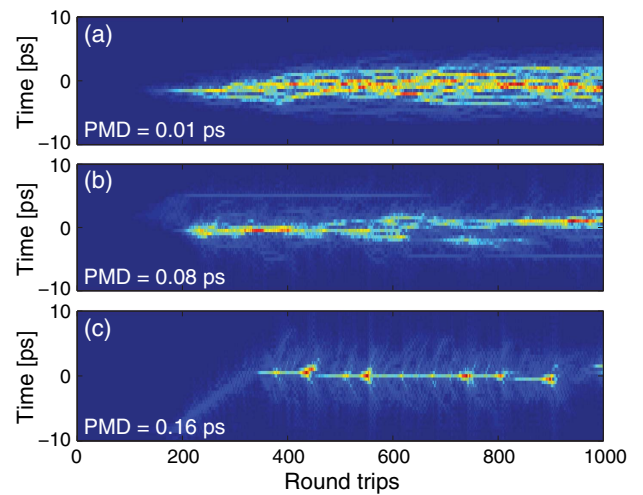 10
(a)
Time [ps]
0
PMD = 0.01 ps
−10
10
(b)
Time [ps]
0
PMD = 0.08 ps
−10
10
(c)
Time [ps]
0
PMD = 0.16 ps
−10
0 200 400 600 800 1000
Round trips